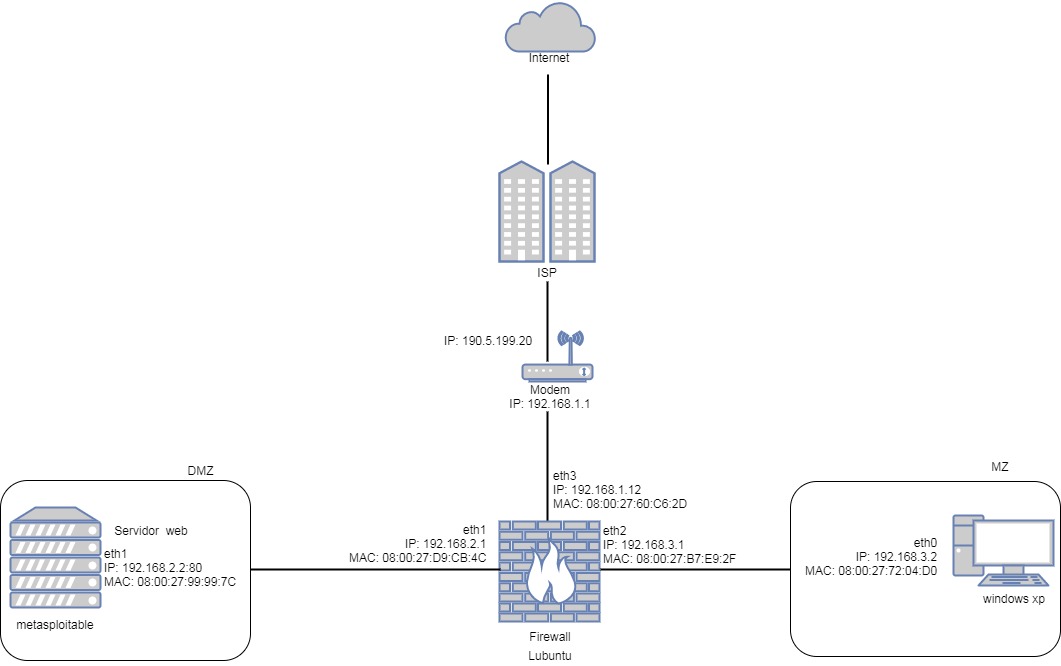 Internet
ISP
IP: 190.5.199.20
Modem
IP: 192.168.1.1
DMZ
Servidor web
eth1
IP: 192.168.2.2:80
MAC: 08:00:27:99:99:7C
metasploitable
eth3
IP: 192.168.1.12
MAC: 08:00:27:60:C6:2D
eth1
IP: 192.168.2.1
MAC: 08:00:27:D9:CB:4C
eth2
IP: 192.168.3.1
MAC: 08:00:27:B7:E9:2F
Firewall
Lubuntu
MZ
eth0
IP: 192.168.3.2
MAC: 08:00:27:72:04:D0
windows xp